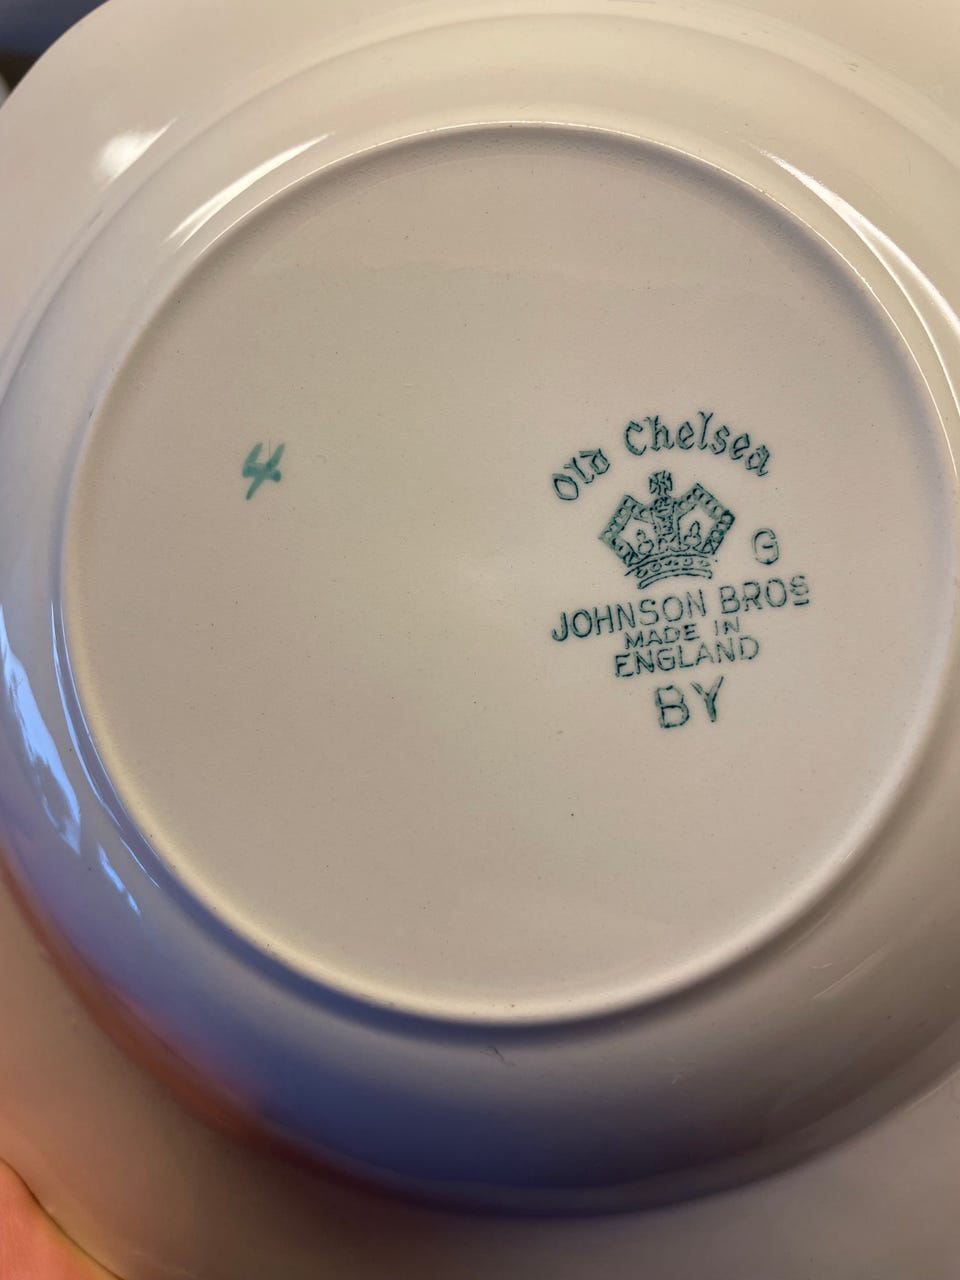 4
Old Chelsea
G
JOHNSON BROS
MADE IN
ENGLAND
BY